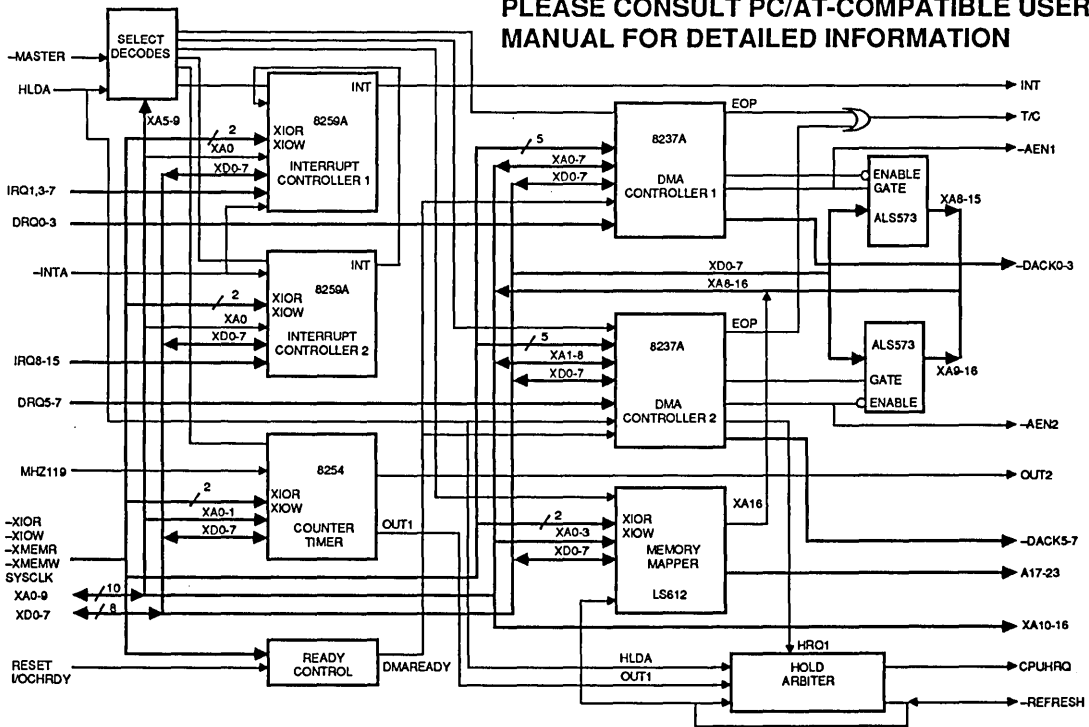 PLEASE CONSULT PC/AT-COMPATIBLE USER
MANUAL FOR DETAILED INFORMATION
SELECT
DECODES
–MASTER
HLDA
XA5-9
INT
8259A
2
XIOR
XIOW
XA0
INTERRUPT
CONTROLLER 1
XD0-7
IRQ1,3-7
DRQ0-3
–INTA
INT
8259A
2
XIOR
XIOW
XA0
INTERRUPT
CONTROLLER 2
XD0-7
IRQ8-15
DRQ5-7
MHZ119
8254
2
XIOR
XIOW
XA0-1
COUNTER
TIMER
XD0-7
OUT1
–XIOR
–XIOW
–XMEMR
–XMEMW
SYSCLK
XA0-9
10
XD0-7
8
RESET
I/OCHRDY
READY
CONTROL
DMAREADY
8237A
EOP
5
XA0-7
XD0-7
DMA
CONTROLLER 1
ENABLE
GATE
ALS573
XA8-15
XD0-7
XA8-16
8237A
EOP
5
XA1-8
XD0-7
DMA
CONTROLLER 2
ALS573
GATE
ENABLE
XA9-16
XA16
2
XIOR
XIOW
XA0-3
XD0-7
MEMORY
MAPPER
LS612
HRQ1
HLDA
OUT1
HOLD
ARBITER
INT
T/C
–AEN1
–DACK0-3
–AEN2
OUT2
–DACK5-7
A17-23
XA10-16
CPUHRQ
–REFRESH